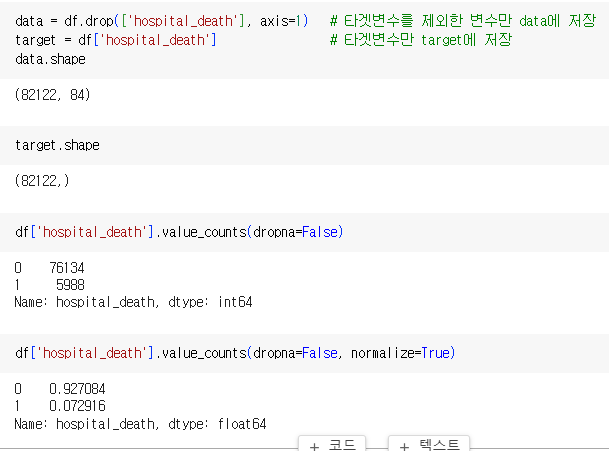 data = df.drop(['hospital_death'], axis=1)   # 타겟변수를 제외한 변수만 data에 저장
target = df['hospital_death']                # 타겟변수만 target에 저장
data.shape
(82122, 84)
target.shape
(82122,)
df['hospital_death'].value_counts(dropna=False)
0    76134
1     5988
Name: hospital_death, dtype: int64
df['hospital_death'].value_counts(dropna=False, normalize=True)
0    0.927084
1    0.072916
Name: hospital_death, dtype: float64
+ 코드   + 텍스트